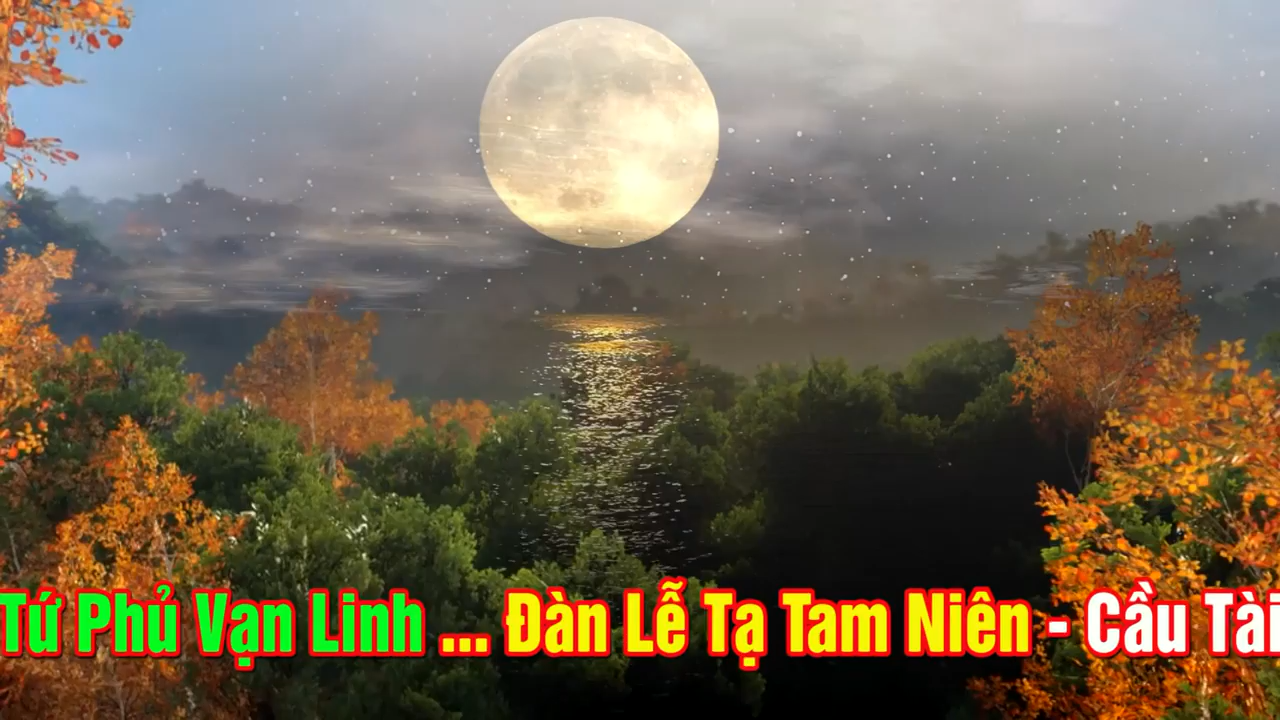 Tứ Phủ Vạn Linh ... Đàn Lễ Tạ Tam Niên - Cầu Tài